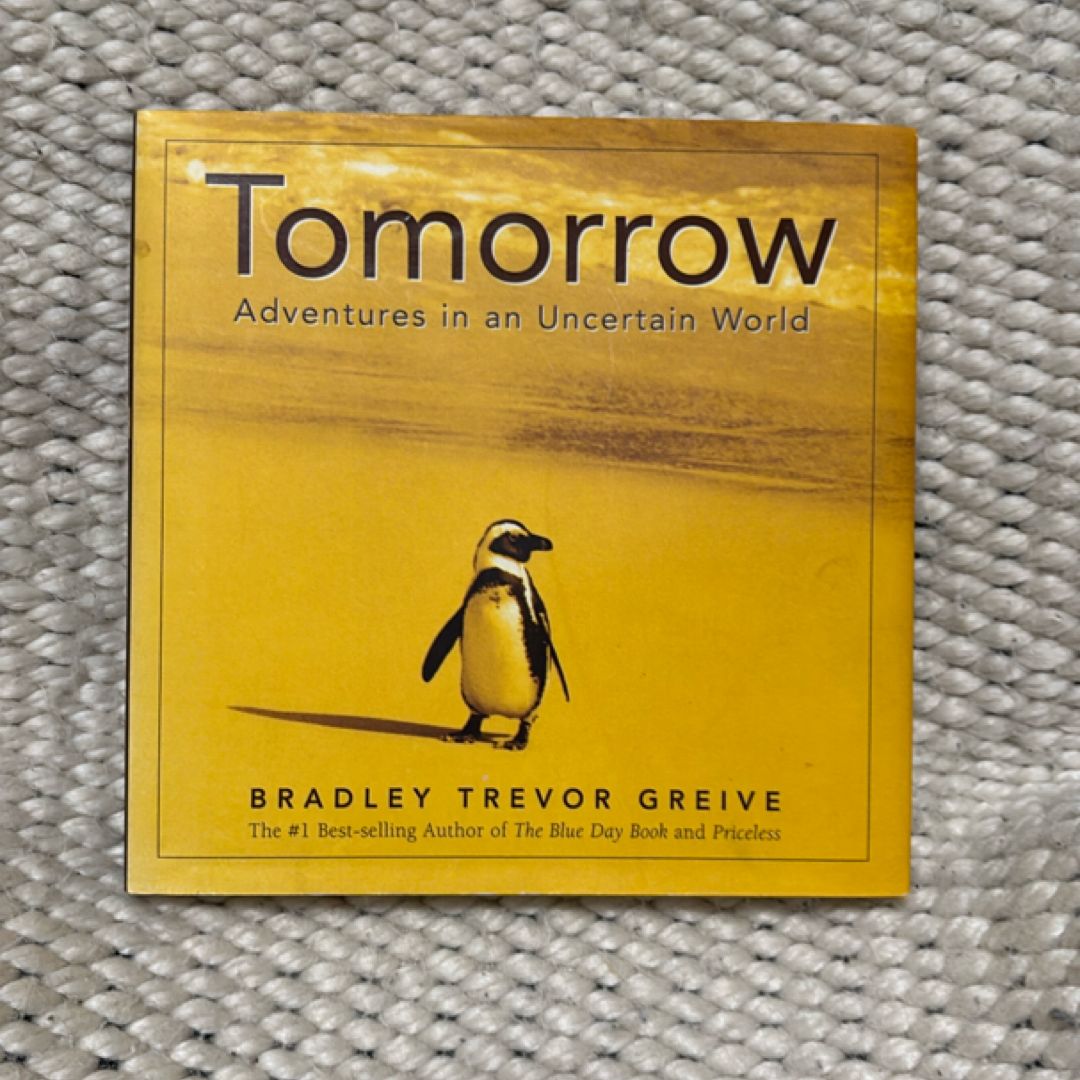 Tomorrow
Adventures in an Uncertain World
BRADLEY TREVOR GREIVE
The #1 Best-selling Author of The Blue Day Book and Priceless